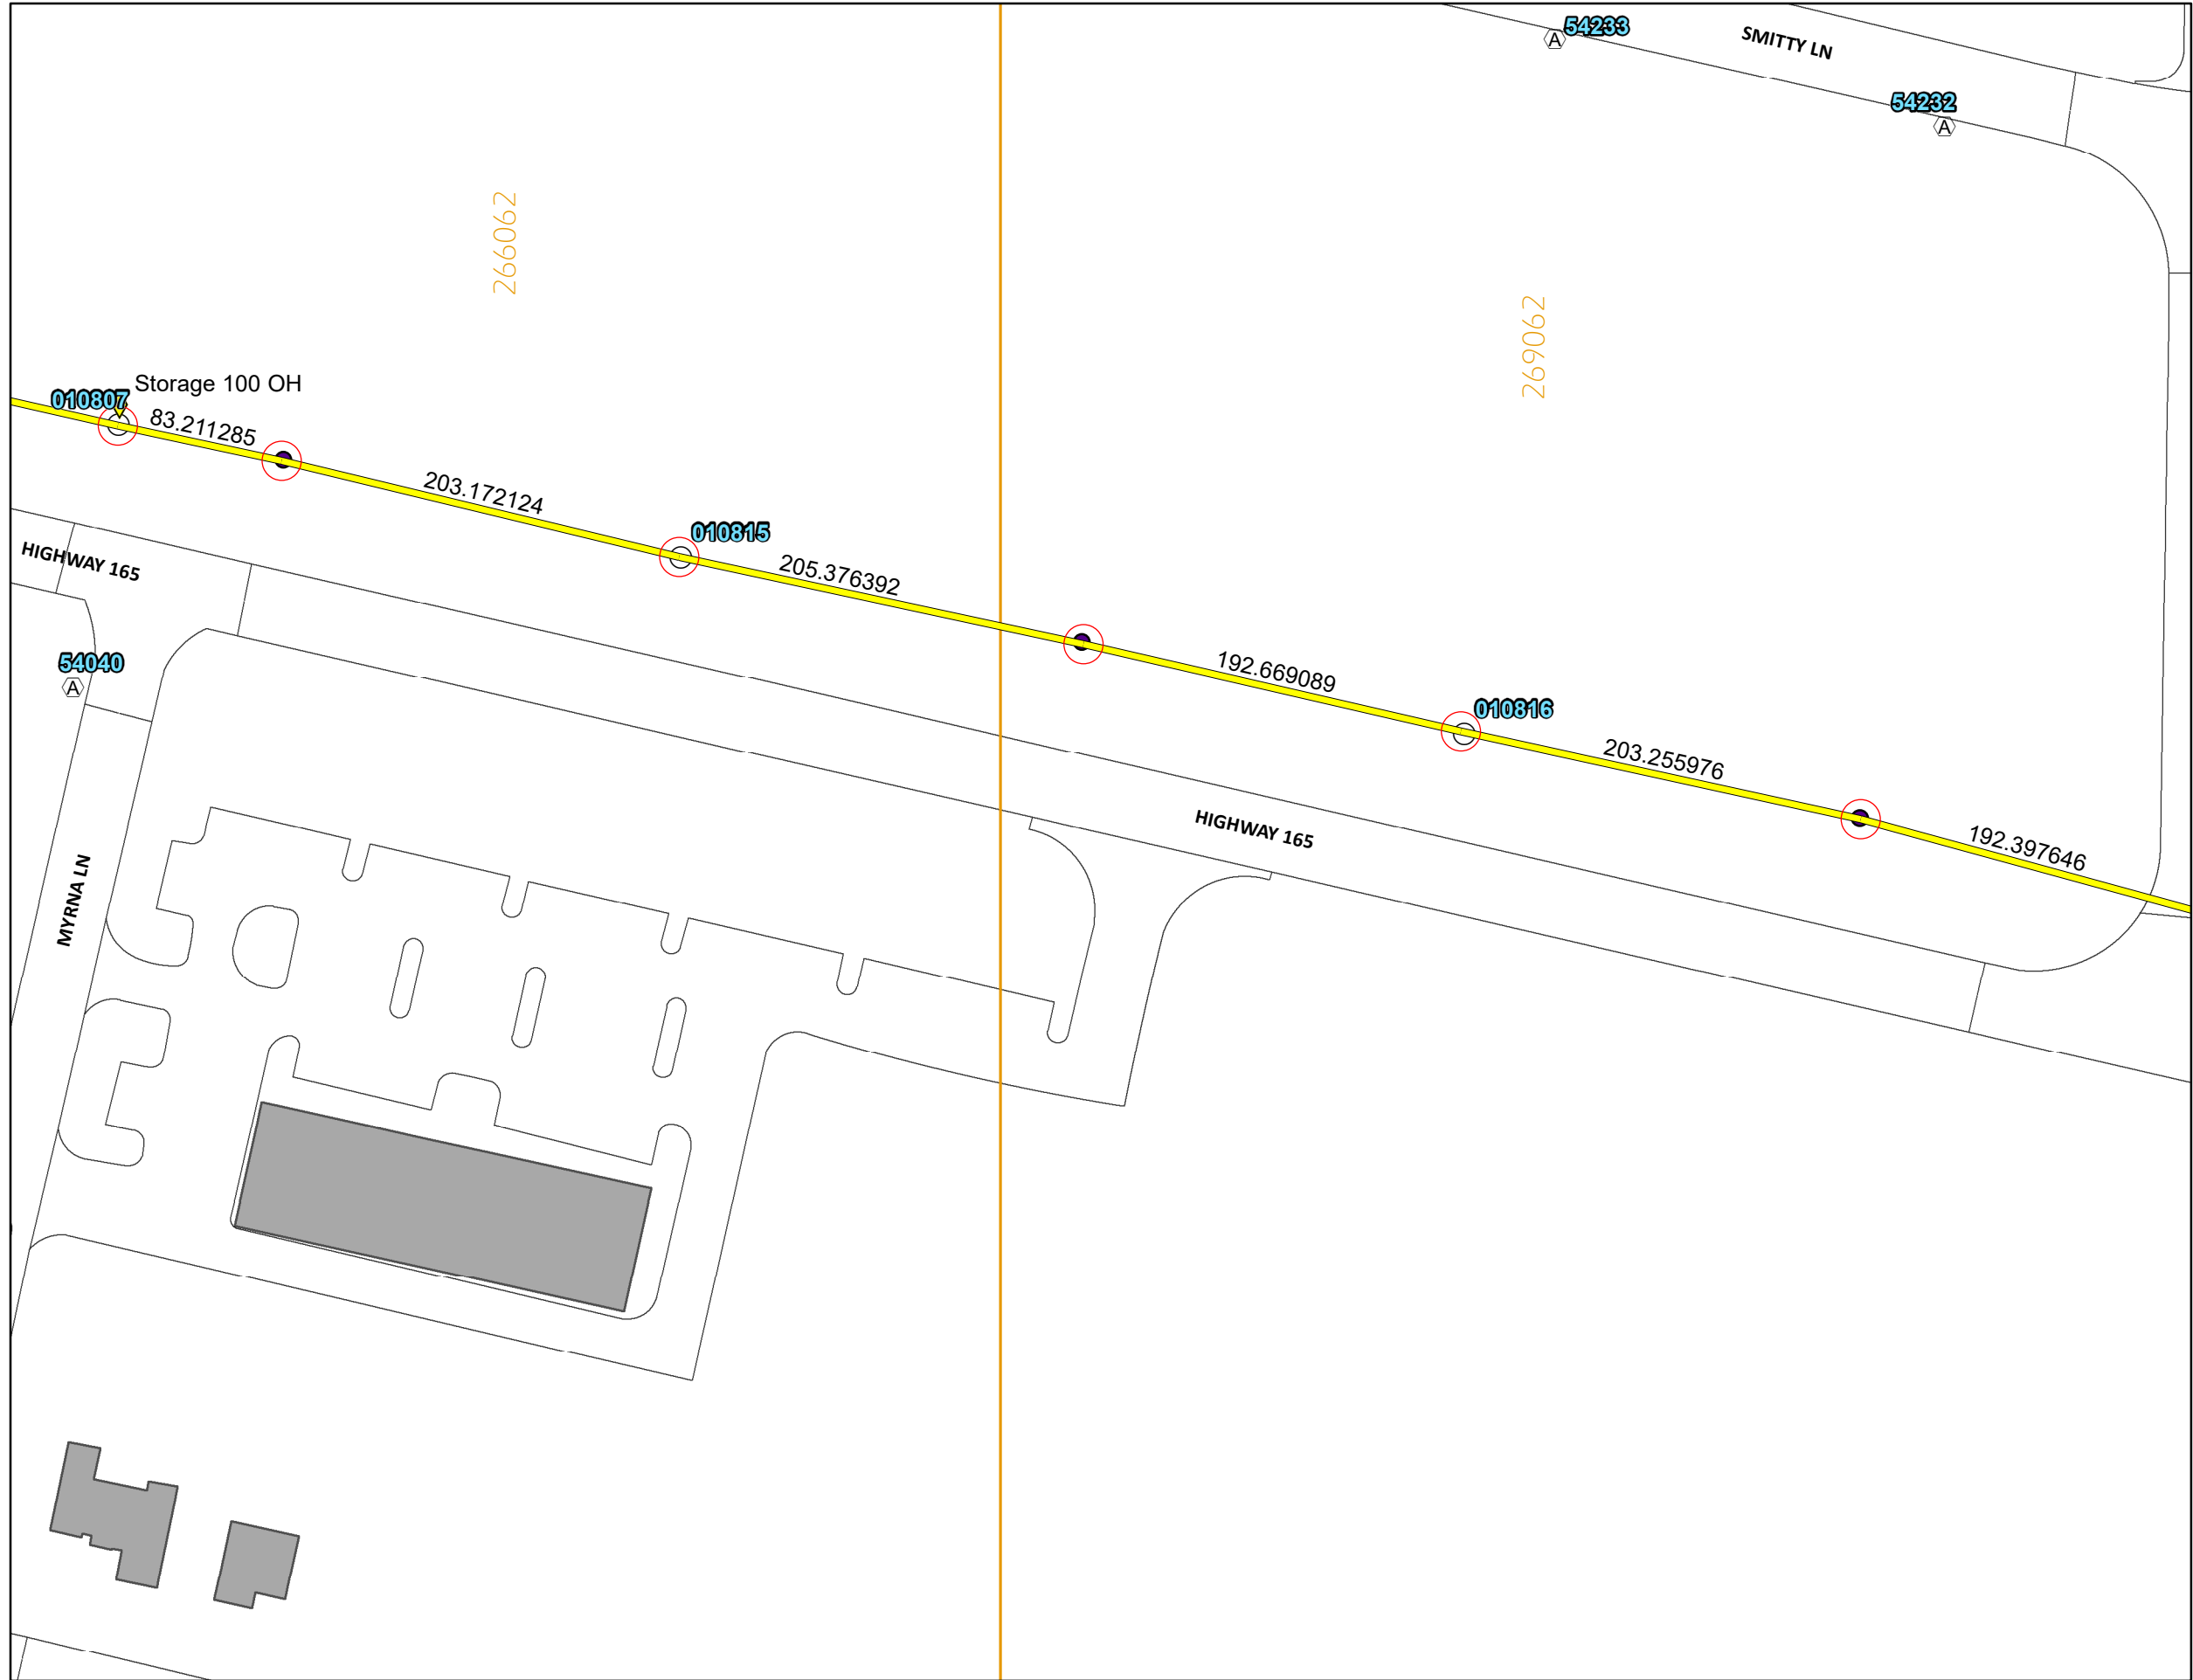 54233
SMITTY LN
54232
266062
269062
Storage 100 OH
010807
83.211285
203.172124
010815
205.376392
HIGHWAY 165
192.669089
54040
A
010816
203.255976
HIGHWAY 165
192.397646
MYRNA LN
A
A